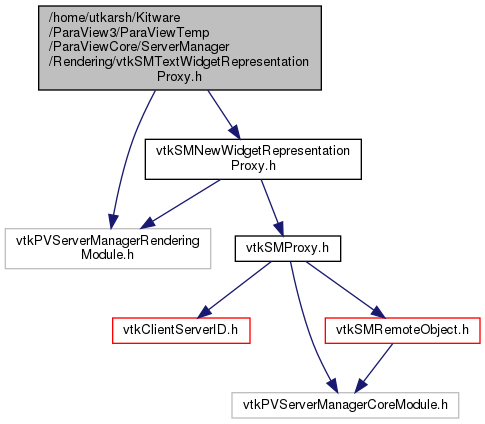 /home/utkarsh/Kitware
/ParaView3/ParaViewTemp
/ParaViewCore/ServerManager
/Rendering/vtkSMTextWidgetRepresentation
Proxy.h
vtkSMNewWidgetRepresentation
Proxy.h
vtkPVServerManagerRendering
Module.h
vtkSMProxy.h
vtkClientServerID.h
vtkSMRemoteObject.h
vtkPVServerManagerCoreModule.h